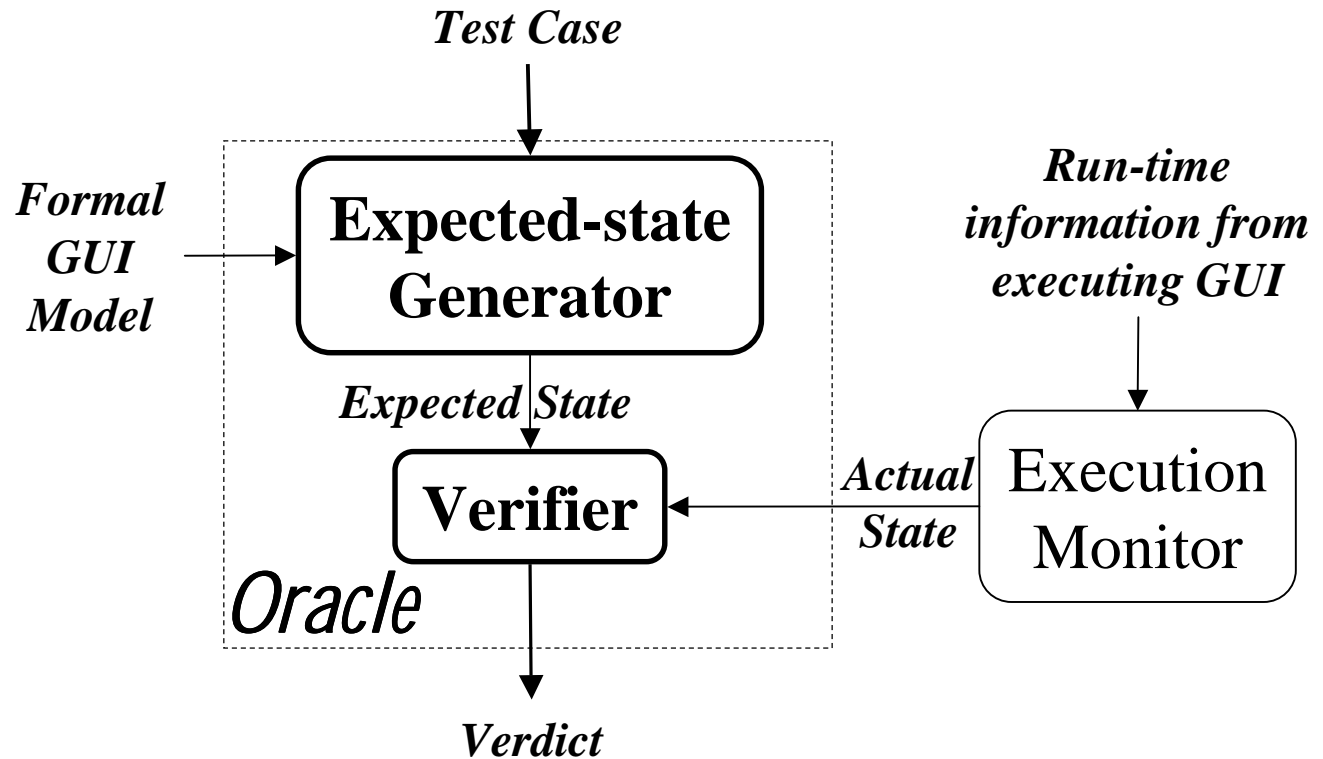 Test Case
Formal
GUI
Model
Expected-state
Generator
Run-time
information from
executing GUI
Expected State
Verifier
Actual
State
Execution
Monitor
Oracle
Verdict